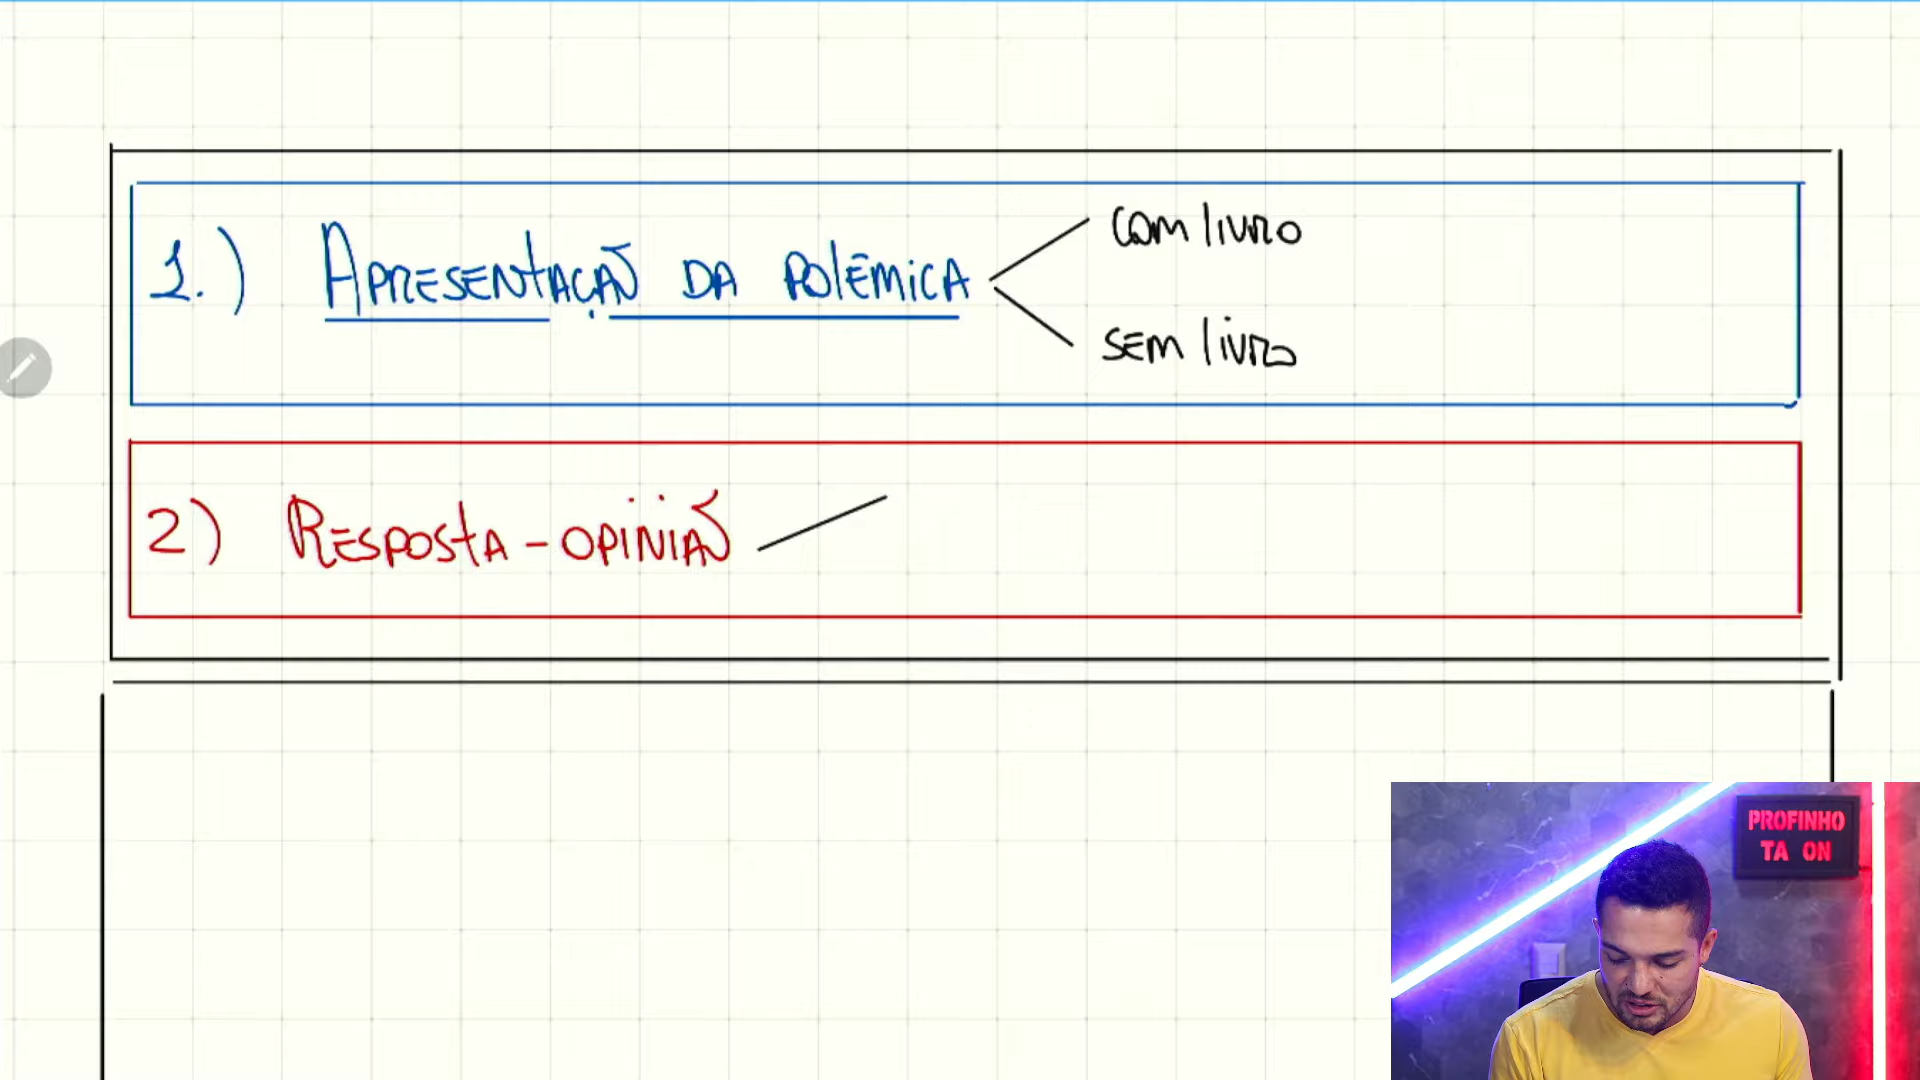 1.) APRESENTAÇÃO DA POLÊMICA
COM LIVRO
SEM LIVRO
2) RESPOSTA-OPINIÃO
PROFINHO
TA ON